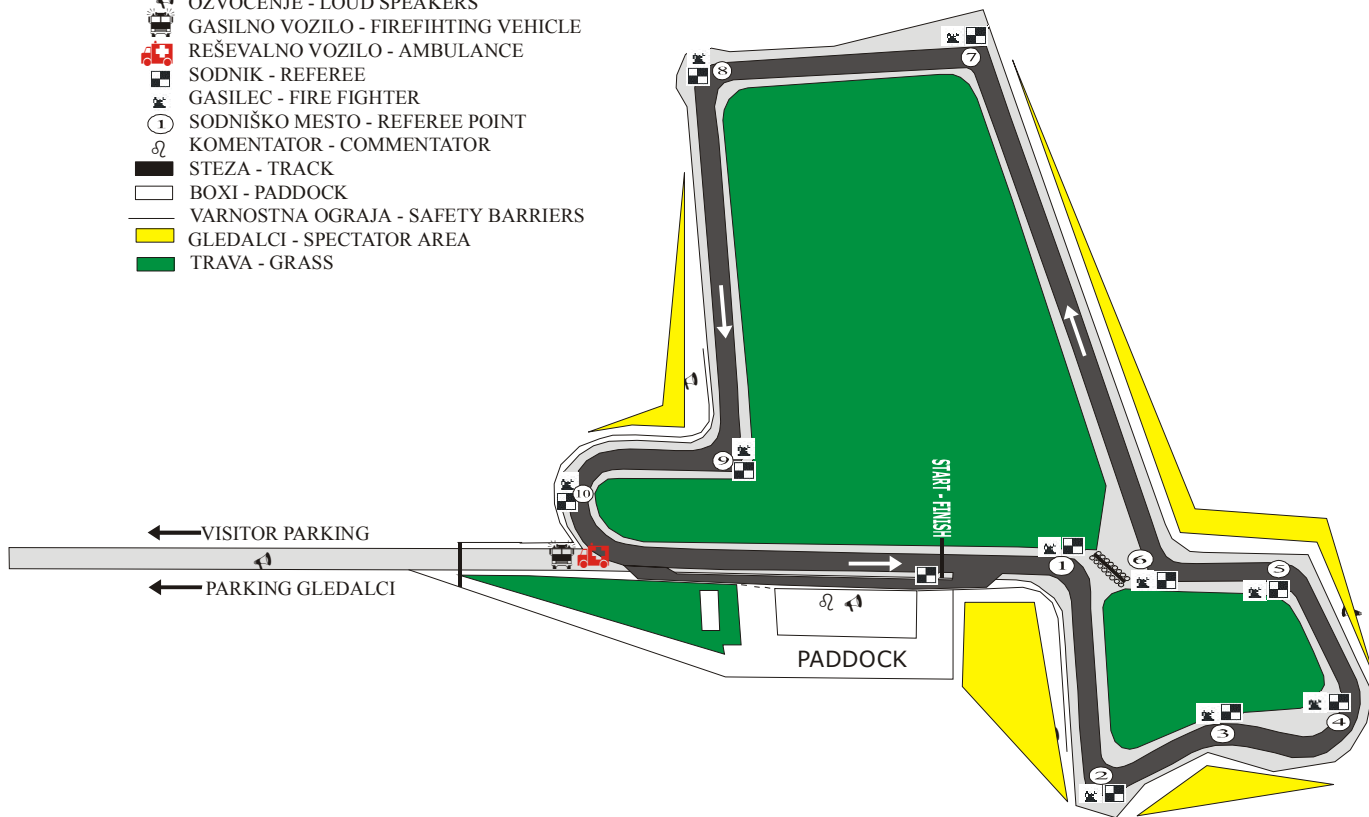 OZVOČENJE - LOUD SPEAKERS
GASILNO VOZILO - FIREFIHTING VEHICLE
REŠEVALNO VOZILO - AMBULANCE
SODNIK - REFEREE
GASILEC - FIRE FIGHTER
1 SODNIŠKO MESTO - REFEREE POINT
KOMENTATOR - COMMENTATOR
STEZA - TRACK
BOXI - PADDOCK
VARNOSTNA OGRAJA - SAFETY BARRIERS
GLEDALCI - SPECTATOR AREA
TRAVA - GRASS
7
8
9
10
START - FINISH
VISITOR PARKING
PARKING GLEDALCI
1
6
5
PADDOCK
4
3
2